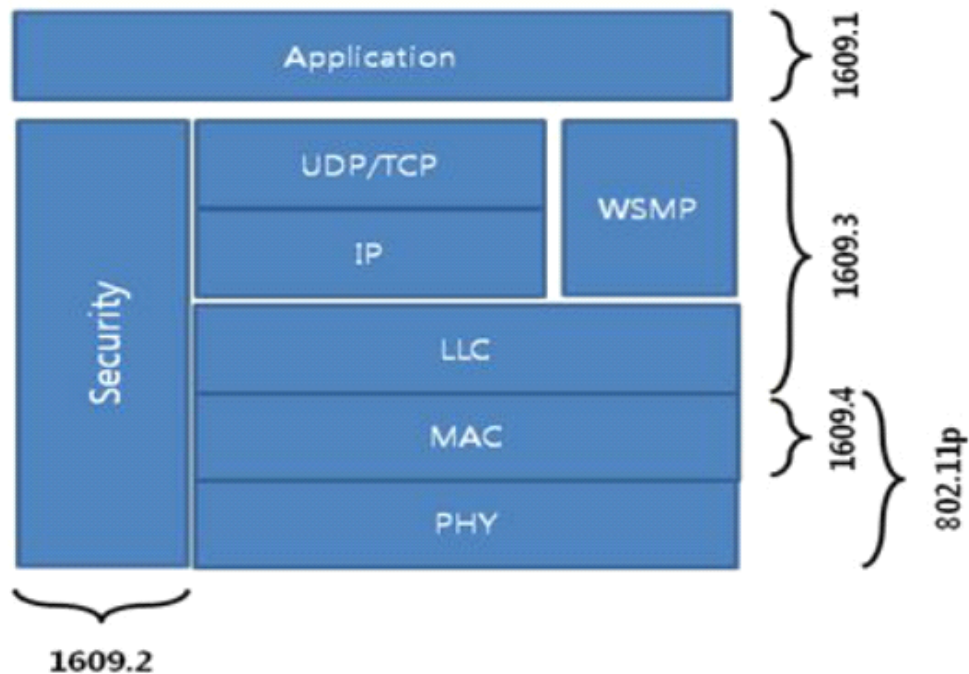 Application
1609.1
UDP/TCP
WSMP
IP
1609.3
Security
LLC
MAC
1609.4
802.11p
PHY
1609.2